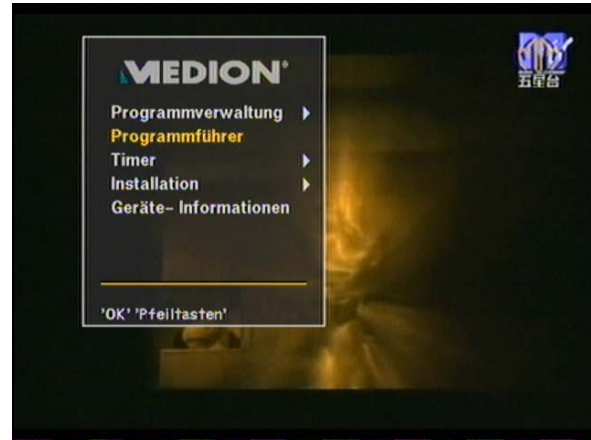 MEDION®
Programmverwaltung
Programmführer
Timer
Installation
Geräte- Informationen
'OK' 'Pfeiltasten'
五星台